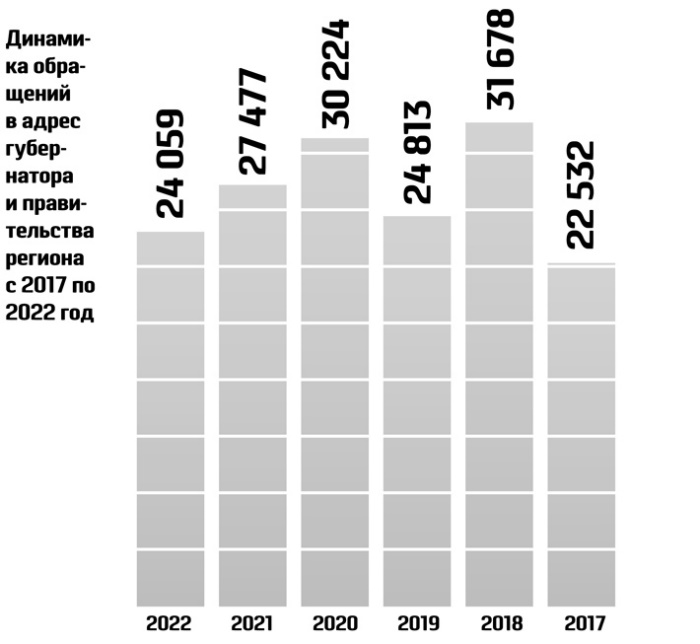 Динами-
ка обра-
щений
в адрес
губер-
натора
и прави-
тельства
региона
с 2017 по
2022 год
24 059
27 477
30 224
24 813
31 678
22 532
2022 2021 2020 2019 2018 2017